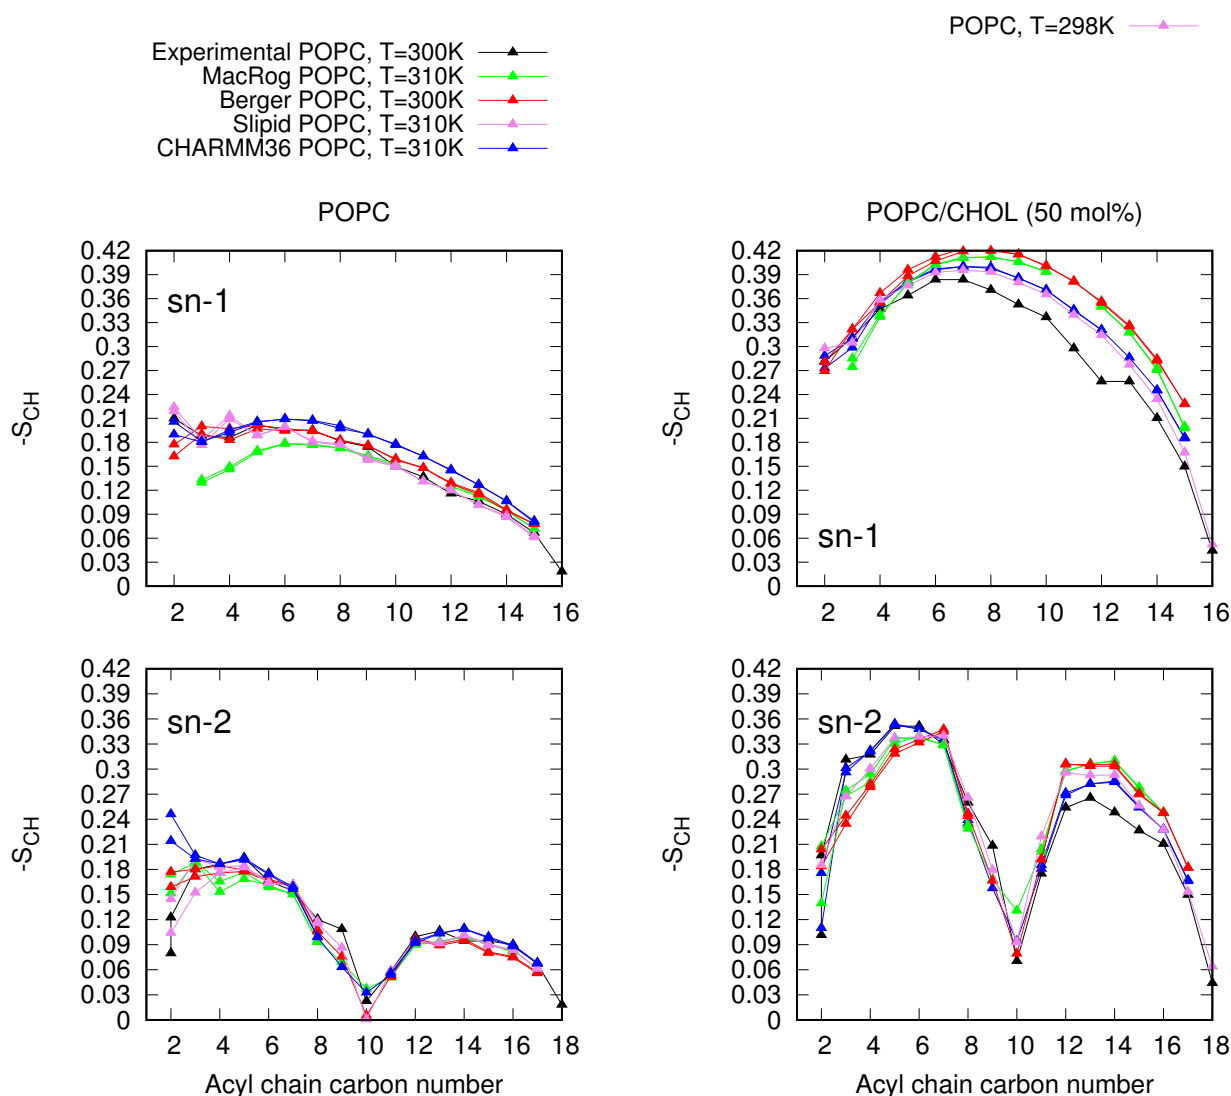 POPC, T=298K
Experimental POPC, T=300K
MacRog POPC, T=310K
Berger POPC, T=300K
Slipid POPC, T=310K
CHARMM36 POPC, T=310K
POPC
POPC/CHOL (50 mol%)
0.42
0.39
0.36
0.33
0.3
0.27
0.24
0.21
0.18
0.15
0.12
0.09
0.06
0.03
0
-S_CH
sn-1
2 4 6 8 10 12 14 16
0.42
0.39
0.36
0.33
0.3
0.27
0.24
0.21
0.18
0.15
0.12
0.09
0.06
0.03
0
-S_CH
sn-1
2 4 6 8 10 12 14 16
0.42
0.39
0.36
0.33
0.3
0.27
0.24
0.21
0.18
0.15
0.12
0.09
0.06
0.03
0
-S_CH
sn-2
2 4 6 8 10 12 14 16 18
Acyl chain carbon number
0.42
0.39
0.36
0.33
0.3
0.27
0.24
0.21
0.18
0.15
0.12
0.09
0.06
0.03
0
-S_CH
sn-2
2 4 6 8 10 12 14 16 18
Acyl chain carbon number